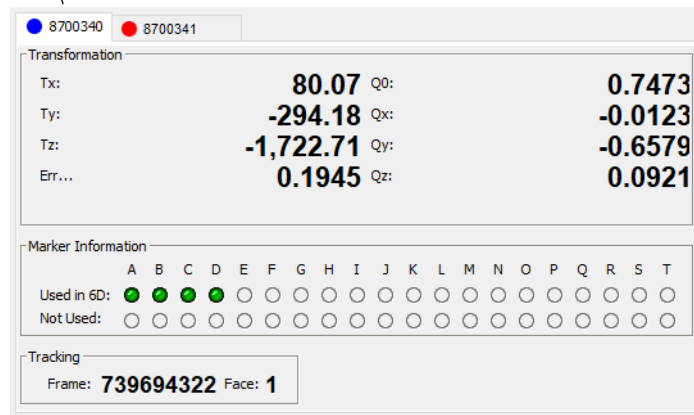 8700340 8700341
Transformation
Tx: 80.07 Q0: 0.7473
Ty: -294.18 Qx: -0.0123
Tz: -1,722.71 Qy: -0.6579
Err... 0.1945 Qz: 0.0921
Marker Information
A B C D E F G H I J K L M N O P Q R S T
Used in 6D:
Not Used:
Tracking
Frame: 739694322 Face: 1